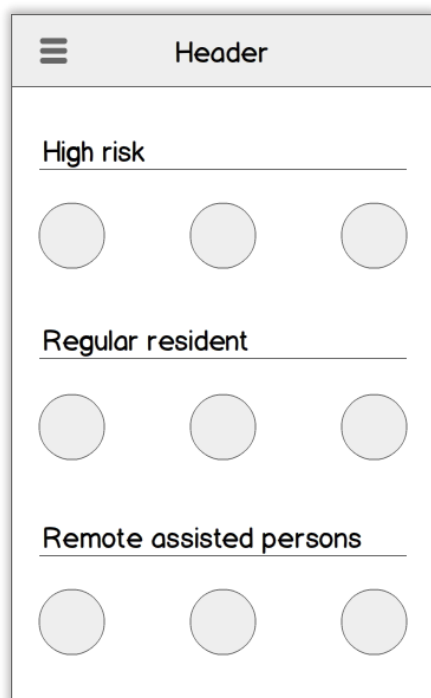 Header
High risk
Regular resident
Remote assisted persons